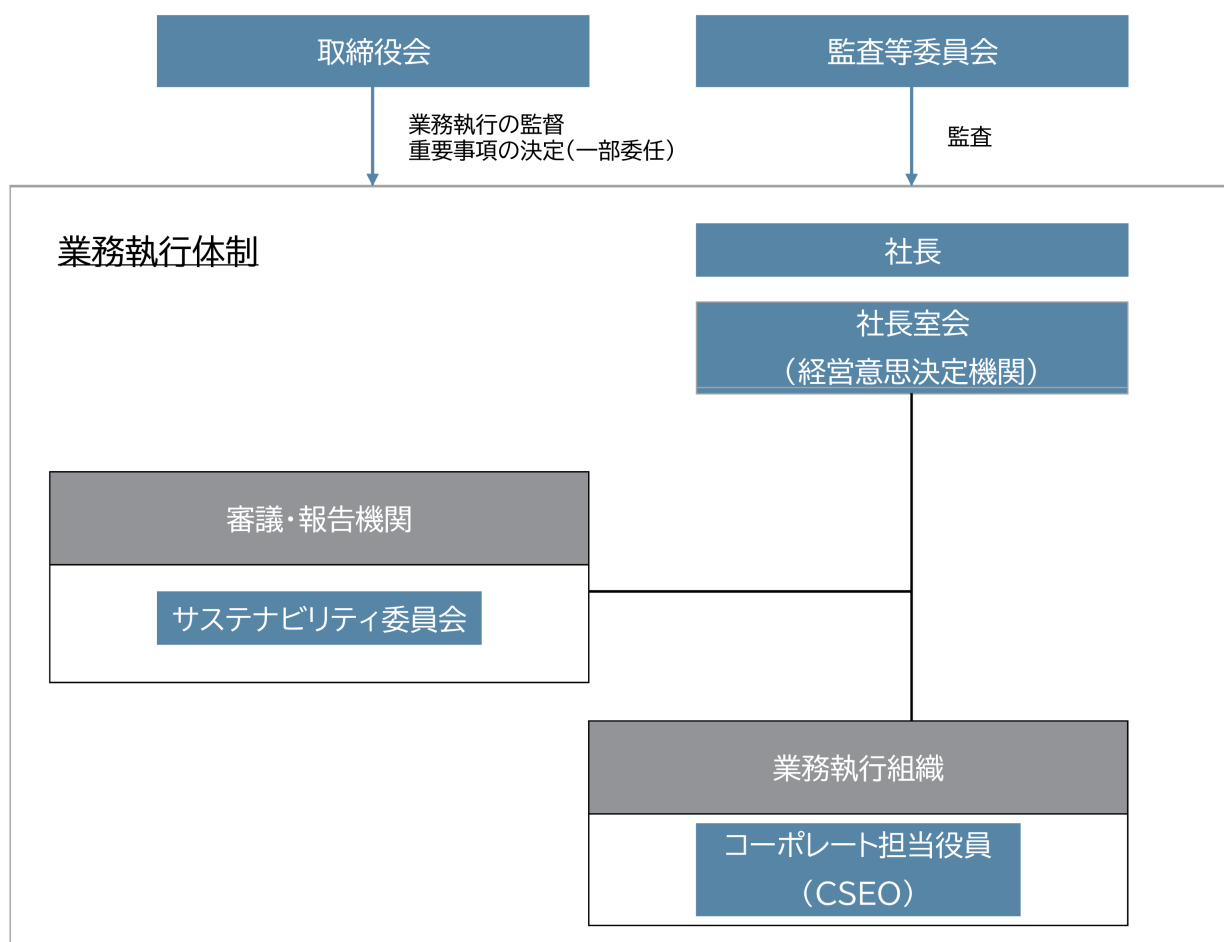 取締役会
監査等委員会
業務執行の監督
重要事項の決定(一部委任)
監査
業務執行体制
社長
社長室会
(経営意思決定機関)
審議・報告機関
サステナビリティ委員会
業務執行組織
コーポレート担当役員
(CSEO)